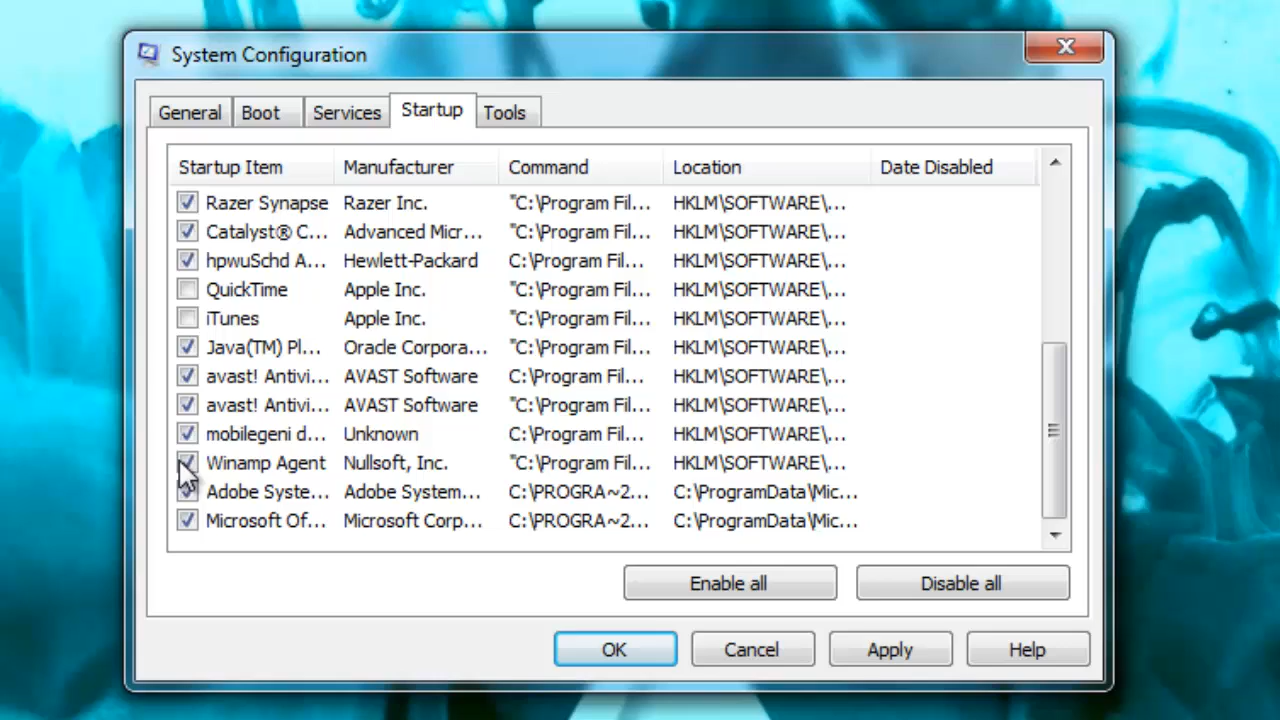 System Configuration
General Boot Services Startup Tools
Startup Item Manufacturer Command Location Date Disabled
Razer Synapse Razer Inc. "C:\Program Fil... HKLM\SOFTWARE\...
Catalyst® C... Advanced Micr... "C:\Program Fil... HKLM\SOFTWARE\...
hpwuSchd A... Hewlett-Packard C:\Program Fil... HKLM\SOFTWARE\...
QuickTime Apple Inc. "C:\Program Fil... HKLM\SOFTWARE\...
iTunes Apple Inc. "C:\Program Fil... HKLM\SOFTWARE\...
Java(TM) Pl... Oracle Corpora... "C:\Program Fil... HKLM\SOFTWARE\...
avast! Antivi... AVAST Software C:\Program Fil... HKLM\SOFTWARE\...
avast! Antivi... AVAST Software "C:\Program Fil... HKLM\SOFTWARE\...
mobilegeni d... Unknown C:\Program Fil... HKLM\SOFTWARE\...
Winamp Agent Nullsoft, Inc. "C:\Program Fil... HKLM\SOFTWARE\...
Adobe Syste... Adobe System... C:\PROGRA~2... C:\ProgramData\Mic...
Microsoft Of... Microsoft Corp... C:\PROGRA~2... C:\ProgramData\Mic...
Enable all Disable all
OK Cancel Apply Help